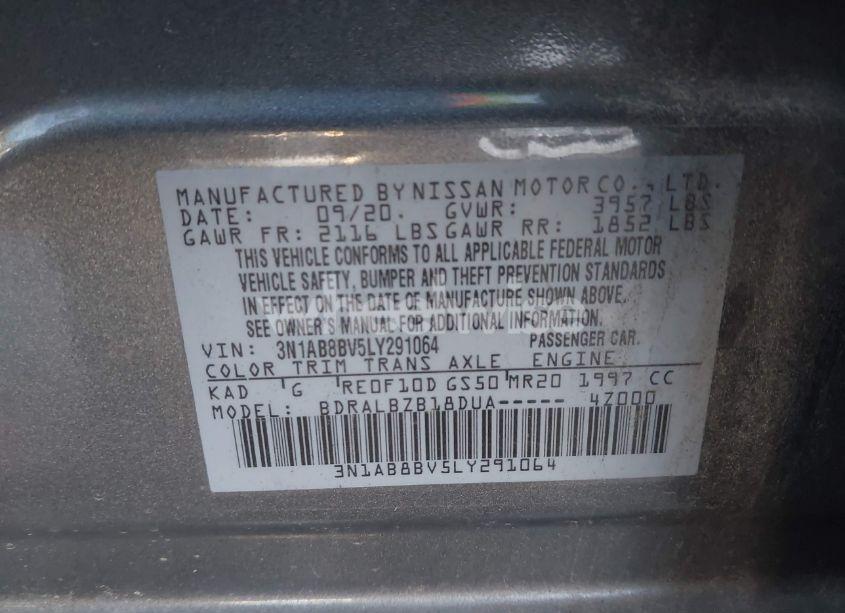 MANUFACTURED BY NISSAN MOTOR CO., LTD.
DATE: 09/20. GVWR: 3957 LBS
GAWR FR: 2116 LBS GAWR RR: 1852 LBS
THIS VEHICLE CONFORMS TO ALL APPLICABLE FEDERAL MOTOR
VEHICLE SAFETY, BUMPER AND THEFT PREVENTION STANDARDS
IN EFFECT ON THE DATE OF MANUFACTURE SHOWN ABOVE.
SEE OWNER'S MANUAL FOR ADDITIONAL INFORMATION.
VIN: 3N1AB8BV5LY291064 PASSENGER CAR.
COLOR TRIM TRANS AXLE ENGINE
KAD G RE0F10D GS50 MR20 1997 CC
MODEL: BDRALBZB18DUA----- 4Z000
3N1AB8BV5LY291064